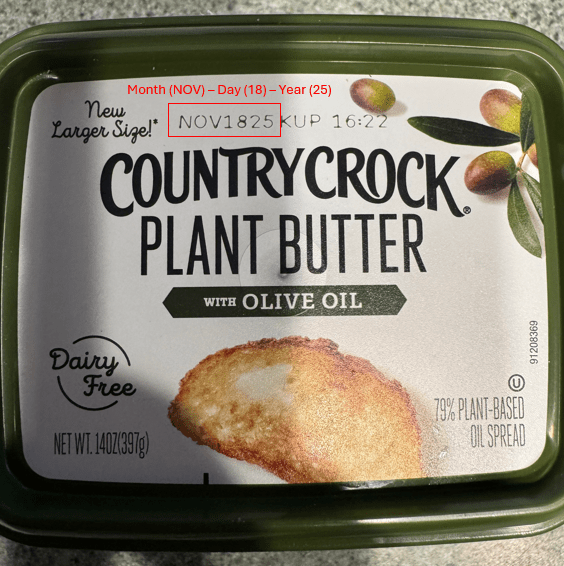 Month (NOV) – Day (18) – Year (25)
New
Larger Size!*
NOV1825 KUP 16:22
COUNTRY CROCK®
PLANT BUTTER
WITH OLIVE OIL
Dairy
Free
NET WT. 14OZ(397g)
U
79% PLANT-BASED
OIL SPREAD
91208369